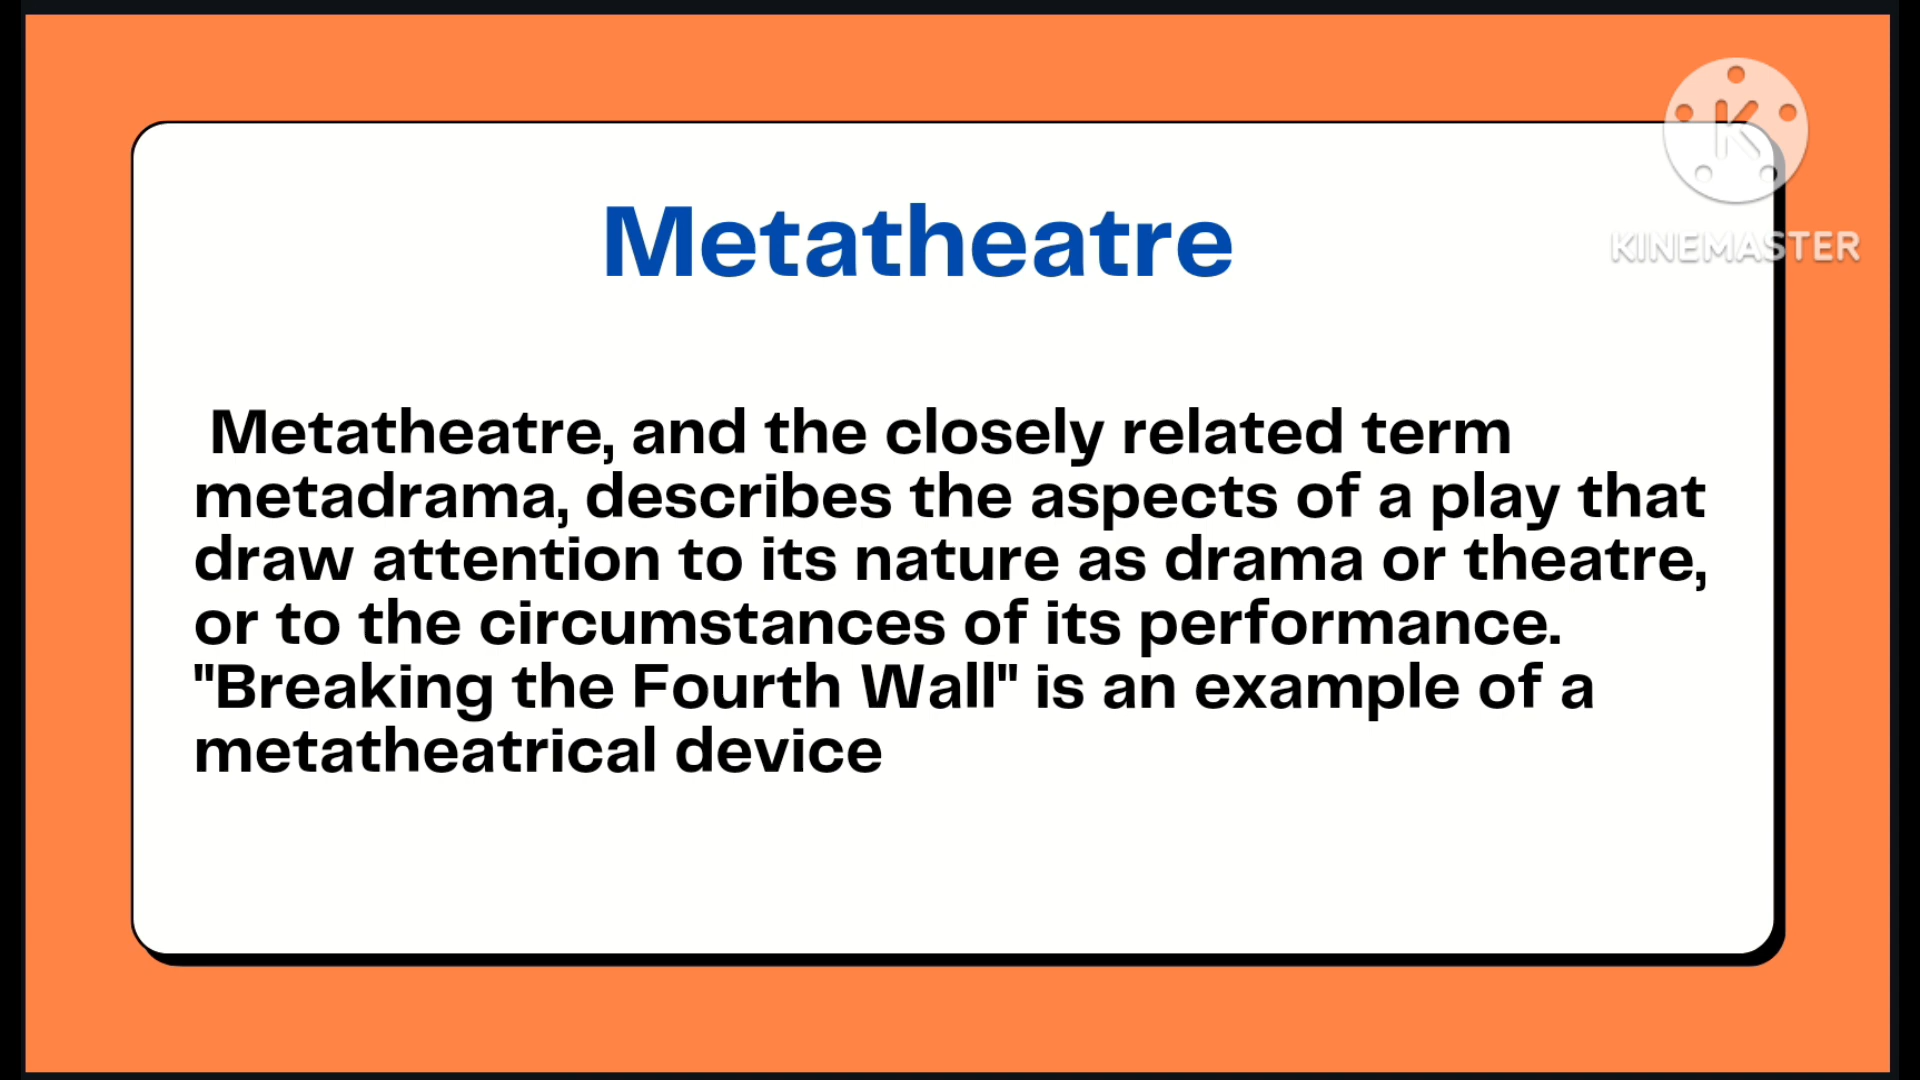 K
KINEMASTER
Metatheatre
Metatheatre, and the closely related term
metadrama, describes the aspects of a play that
draw attention to its nature as drama or theatre,
or to the circumstances of its performance.
"Breaking the Fourth Wall" is an example of a
metatheatrical device